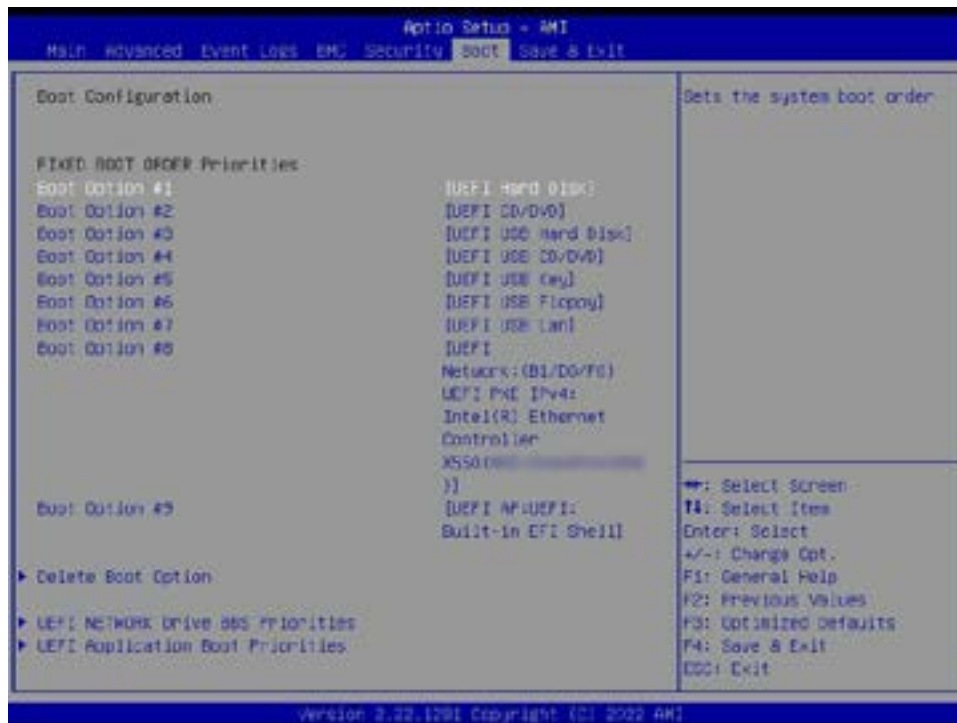 Aptio Setup - AMI
Main Advanced Event Logs BMC Security Boot Save & Exit
Boot Configuration
FIXED BOOT ORDER Priorities
Boot Option #1 [UEFI Hard Disk]
Boot Option #2 [UEFI CD/DVD]
Boot Option #3 [UEFI USB Hard Disk]
Boot Option #4 [UEFI USB CD/DVD]
Boot Option #5 [UEFI USB Key]
Boot Option #6 [UEFI USB Floppy]
Boot Option #7 [UEFI USB Lan]
Boot Option #8 [UEFI
Network:(B1/D0/F0)
UEFI PXE IPv4:
Intel(R) Ethernet
Controller
X550(
)]
Boot Option #9 [UEFI AP:UEFI:
Built-in EFI Shell]
Delete Boot Option
UEFI NETWORK Drive BBS Priorities
UEFI Application Boot Priorities
Sets the system boot order
: Select Screen
: Select Item
Enter: Select
+/-: Change Opt.
F1: General Help
F2: Previous Values
F3: Optimized Defaults
F4: Save & Exit
ESC: Exit
Version 2.22.1281 Copyright (C) 2022 AMI